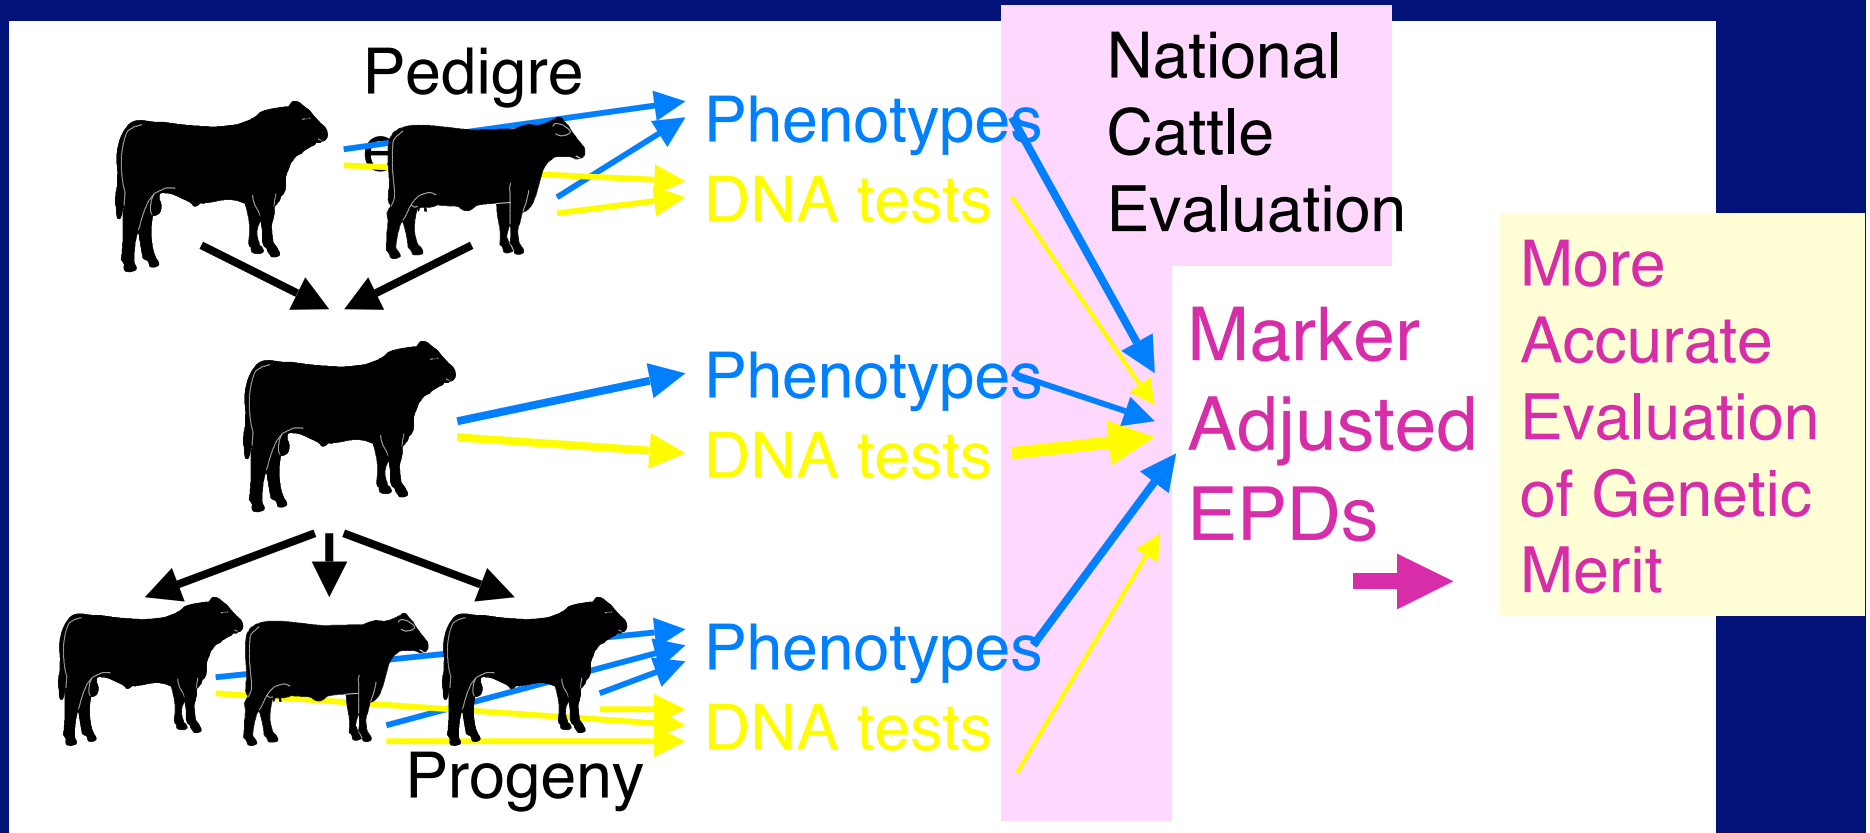 Pedigre
e
Phenotypes
DNA tests
National
Cattle
Evaluation
Phenotypes
DNA tests
Marker
Adjusted
EPDs
More
Accurate
Evaluation
of Genetic
Merit
Phenotypes
DNA tests
Progeny